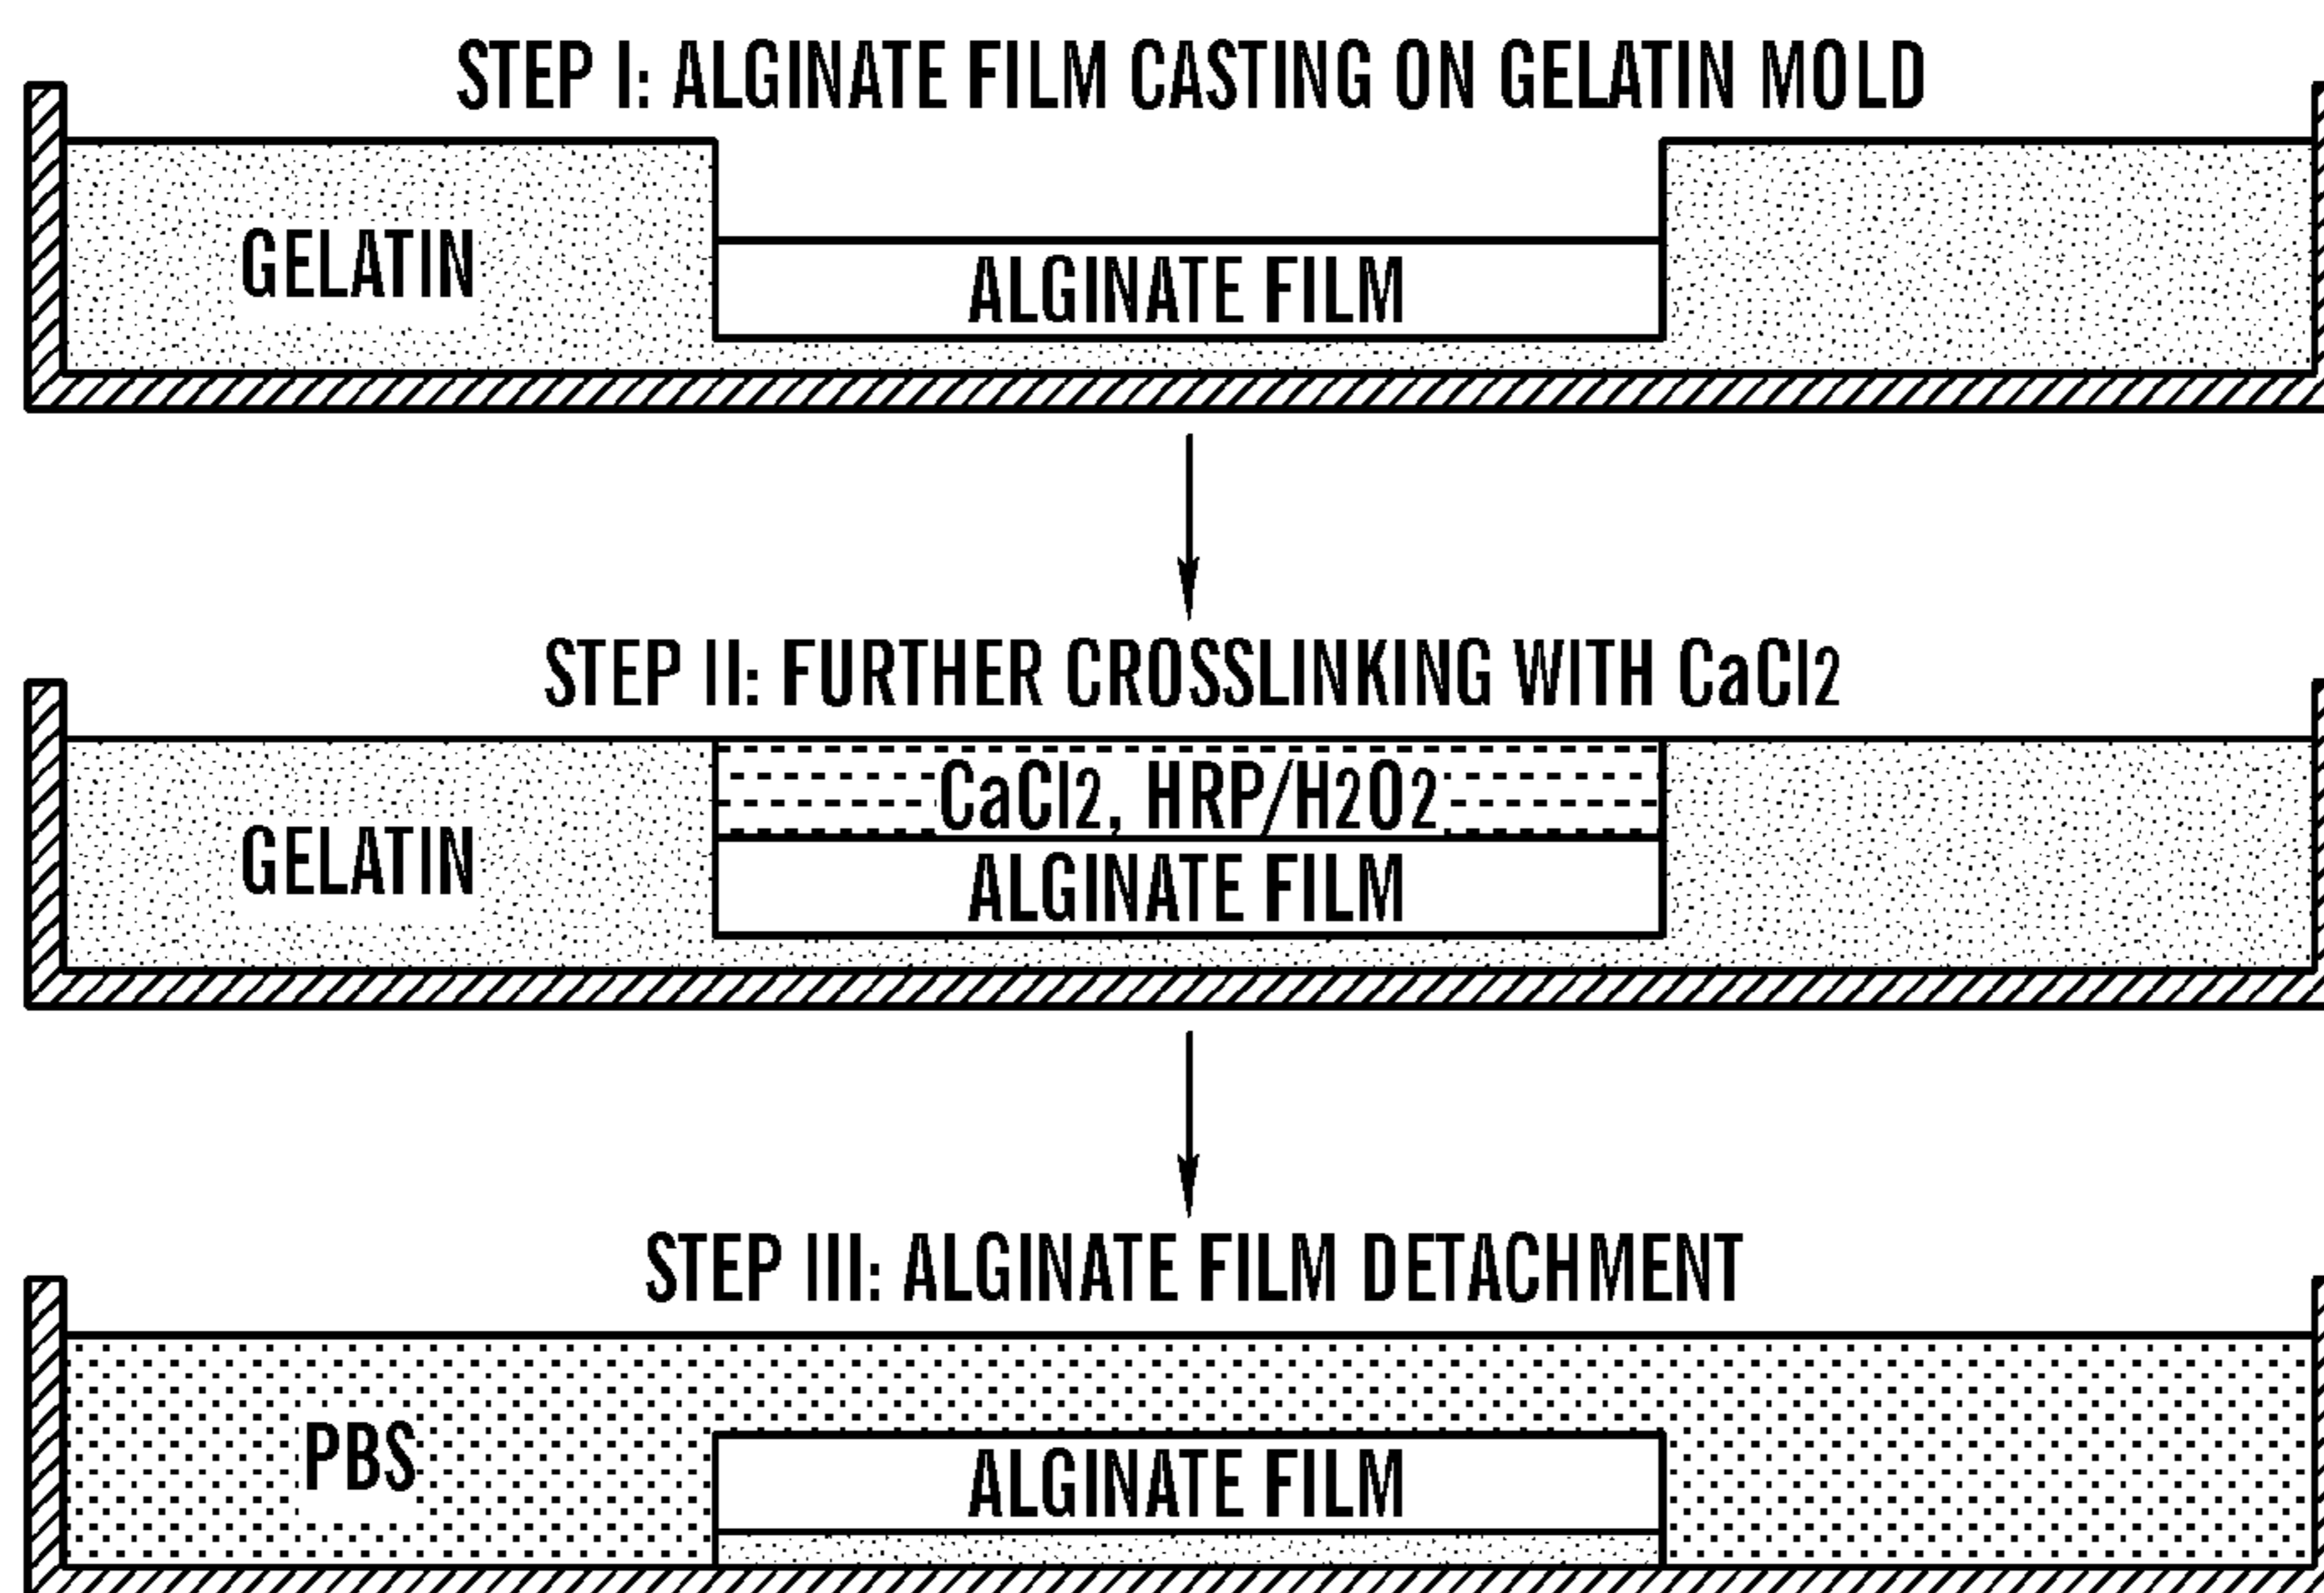 STEP I: ALGINATE FILM CASTING ON GELATIN MOLD
GELATIN
ALGINATE FILM
STEP II: FURTHER CROSSLINKING WITH CaCl2
CaCl2, HRP/H2O2
GELATIN
ALGINATE FILM
STEP III: ALGINATE FILM DETACHMENT
PBS
ALGINATE FILM